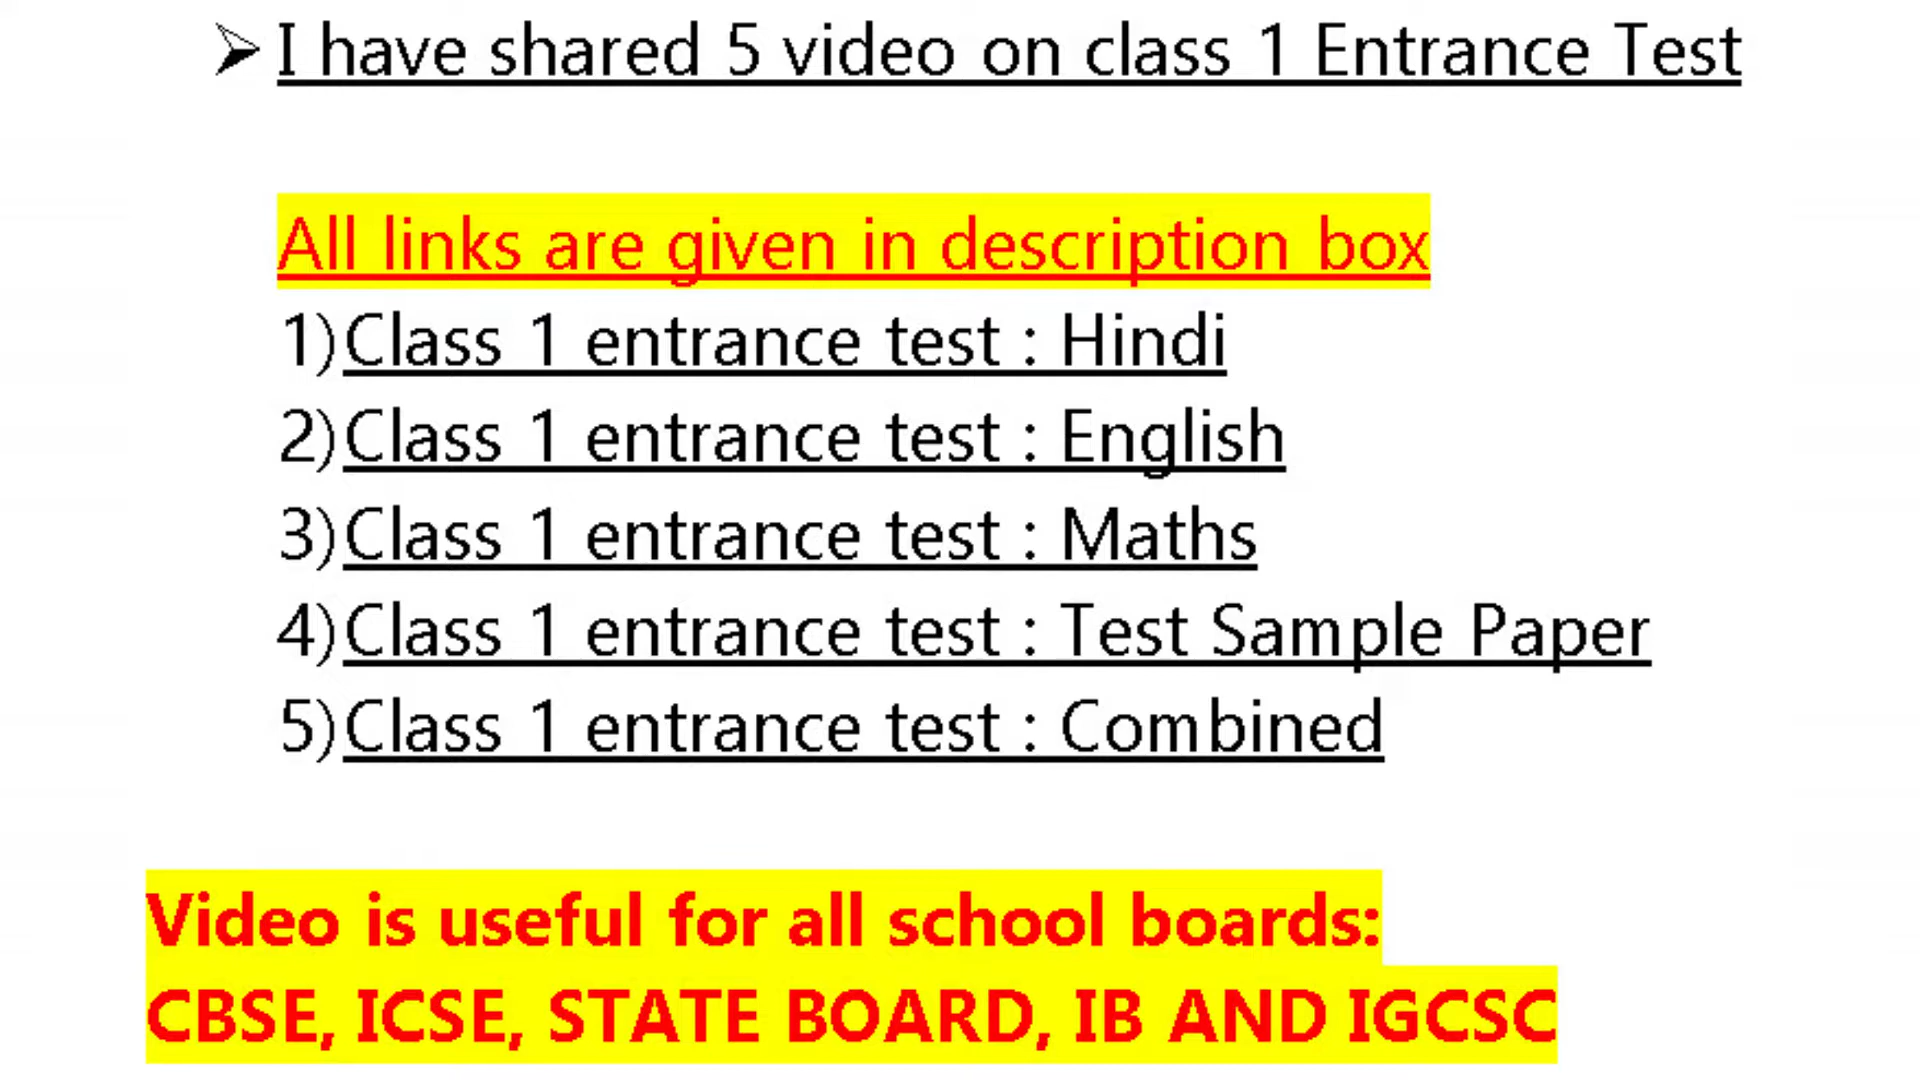 ➢ I have shared 5 video on class 1 Entrance Test
All links are given in description box
1) Class 1 entrance test : Hindi
2) Class 1 entrance test : English
3) Class 1 entrance test : Maths
4) Class 1 entrance test : Test Sample Paper
5) Class 1 entrance test : Combined
Video is useful for all school boards:
CBSE, ICSE, STATE BOARD, IB AND IGCSC